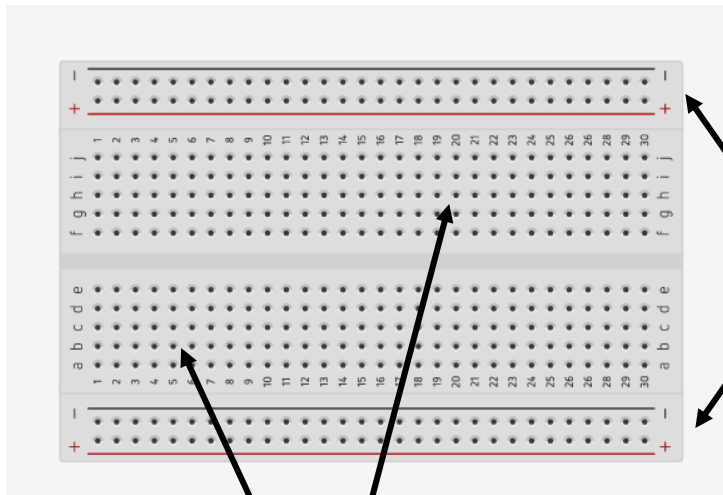 − −
+ +
1 2 3 4 5 6 7 8 9 10 11 12 13 14 15 16 17 18 19 20 21 22 23 24 25 26 26 28 29 30
j j
i i
h h
g g
f f
e e
d d
c c
b b
a a
1 2 3 4 5 6 7 8 9 10 11 12 13 14 15 16 17 18 19 20 21 22 23 24 25 26 26 28 29 30
− −
+ +